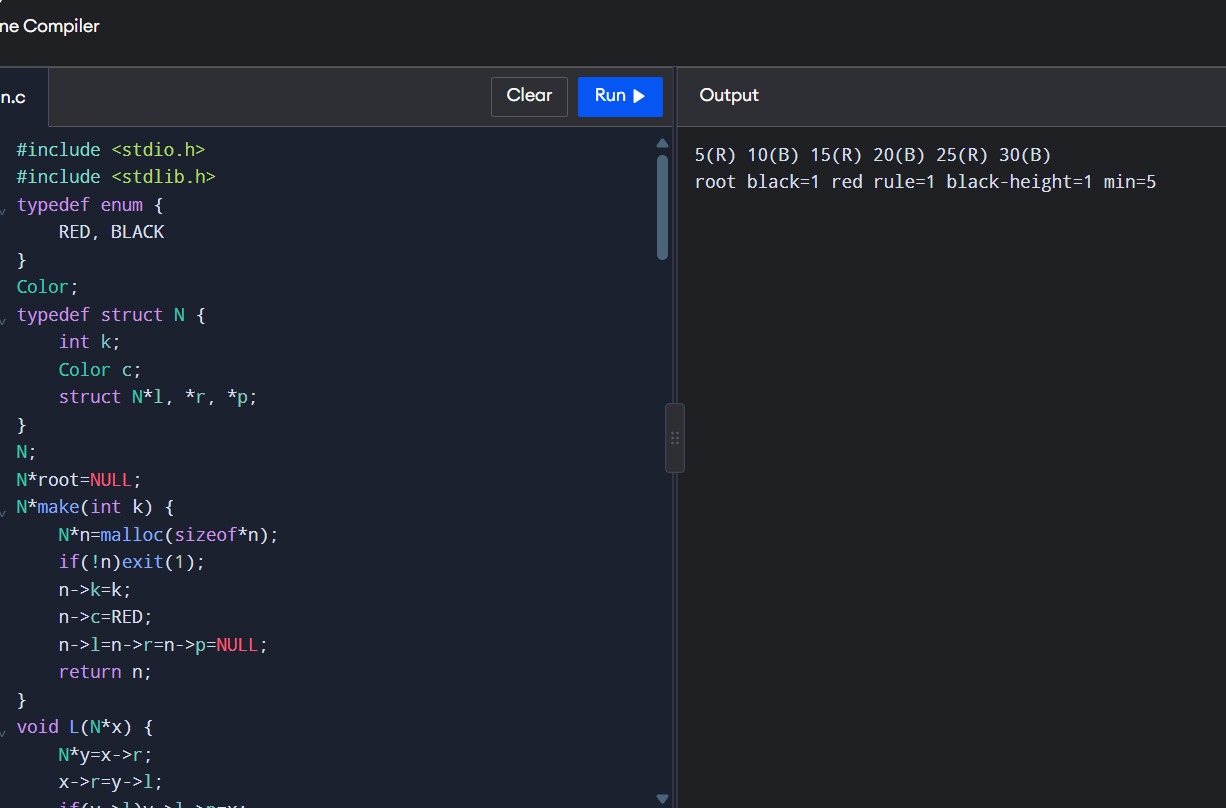 ne Compiler
n.c
Clear
Run
Output
#include <stdio.h>
#include <stdlib.h>
typedef enum {
    RED, BLACK
}
Color;
typedef struct N {
    int k;
    Color c;
    struct N*l, *r, *p;
}
N;
N*root=NULL;
N*make(int k) {
    N*n=malloc(sizeof*n);
    if(!n)exit(1);
    n->k=k;
    n->c=RED;
    n->l=n->r=n->p=NULL;
    return n;
}
void L(N*x) {
    N*y=x->r;
    x->r=y->l;
    if(y->l)y->l->p=x;
5(R) 10(B) 15(R) 20(B) 25(R) 30(B)
root black=1 red rule=1 black-height=1 min=5